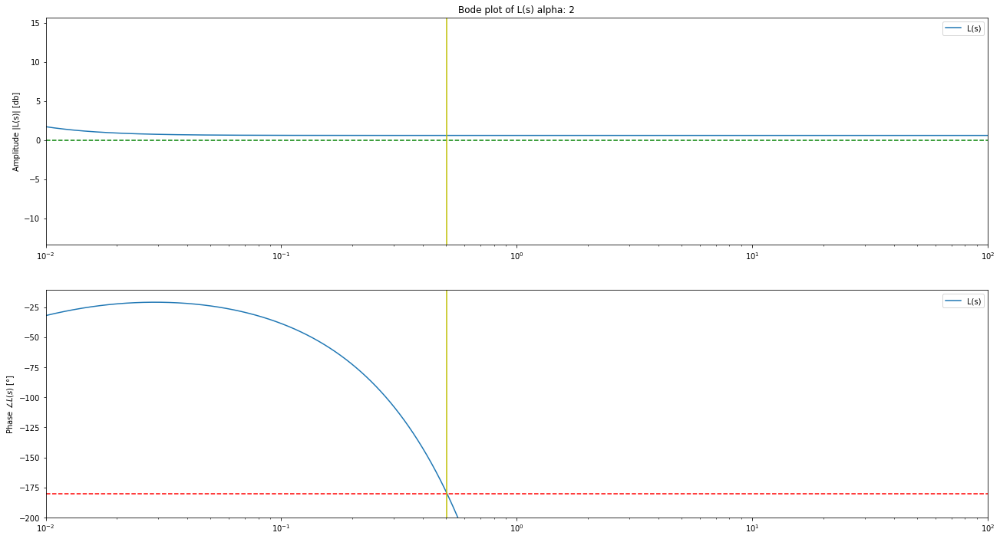 Bode plot of L(s) alpha: 2
L(s)
Amplitude |L(s)| [db]
15
10
5
0
−5
−10
10⁻² 10⁻¹ 10⁰ 10¹ 10²
L(s)
Phase ∠L(s) [°]
−25
−50
−75
−100
−125
−150
−175
−200
10⁻² 10⁻¹ 10⁰ 10¹ 10²